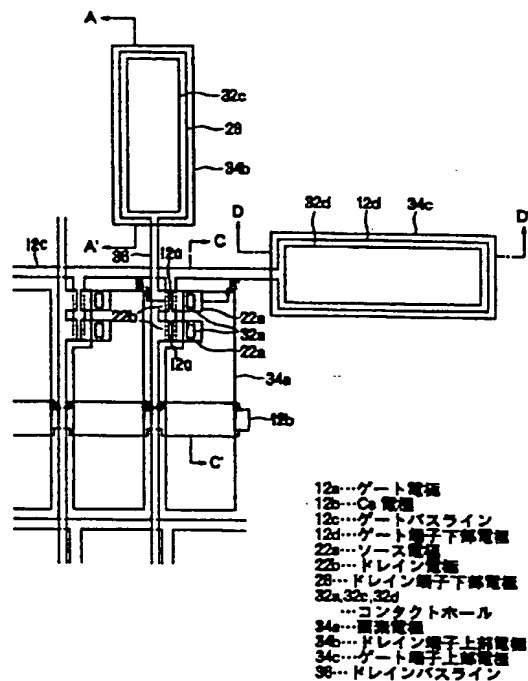 A
32c
28
34b
A'
36
12a
C
D
32d
12d
34c
D'
12c
22b
22a
32a
22a
12a
34a
12b
C'
12a…ゲート電極
12b…Cs電極
12c…ゲートバスライン
12d…ゲート端子下部電極
22a…ソース電極
22b…ドレイン電極
28…ドレイン端子下部電極
32a,32c,32d
…コンタクトホール
34a…画素電極
34b…ドレイン端子上部電極
34c…ゲート端子上部電極
36…ドレインバスライン